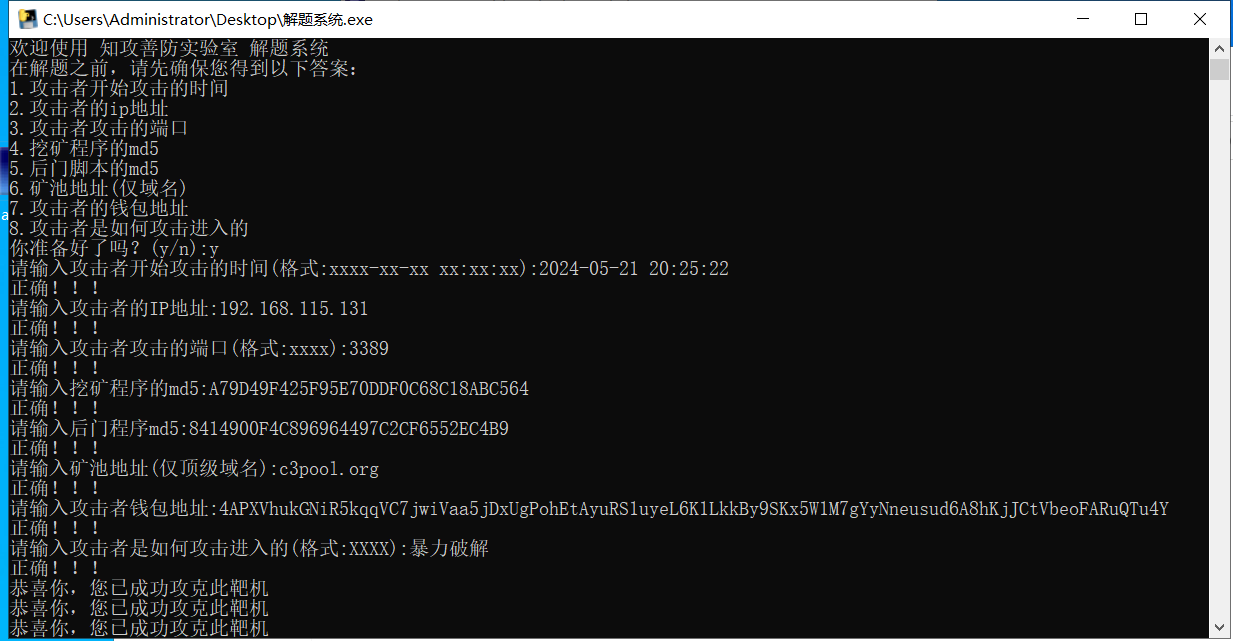 C:\Users\Administrator\Desktop\解题系统.exe
欢迎使用 知攻善防实验室 解题系统
在解题之前，请先确保您得到以下答案：
1.攻击者开始攻击的时间
2.攻击者的ip地址
3.攻击者攻击的端口
4.挖矿程序的md5
5.后门脚本的md5
6.矿池地址(仅域名)
7.攻击者的钱包地址
8.攻击者是如何攻击进入的
你准备好了吗？(y/n):y
请输入攻击者开始攻击的时间(格式:xxxx-xx-xx xx:xx:xx):2024-05-21 20:25:22
正确！！！
请输入攻击者的IP地址:192.168.115.131
正确！！！
请输入攻击者攻击的端口(格式:xxxx):3389
正确！！！
请输入挖矿程序的md5:A79D49F425F95E70DDF0C68C18ABC564
正确！！！
请输入后门程序md5:8414900F4C896964497C2CF6552EC4B9
正确！！！
请输入矿池地址(仅顶级域名):c3pool.org
正确！！！
请输入攻击者钱包地址:4APXVhukGNiR5kqqVC7jwiVaa5jDxUgPohEtAyuRS1uyeL6K1LkkBy9SKx5W1M7gYyNneusud6A8hKjJCtVbeoFARuQTu4Y
正确！！！
请输入攻击者是如何攻击进入的(格式:XXXX):暴力破解
正确！！！
恭喜你，您已成功攻克此靶机
恭喜你，您已成功攻克此靶机
恭喜你，您已成功攻克此靶机
a